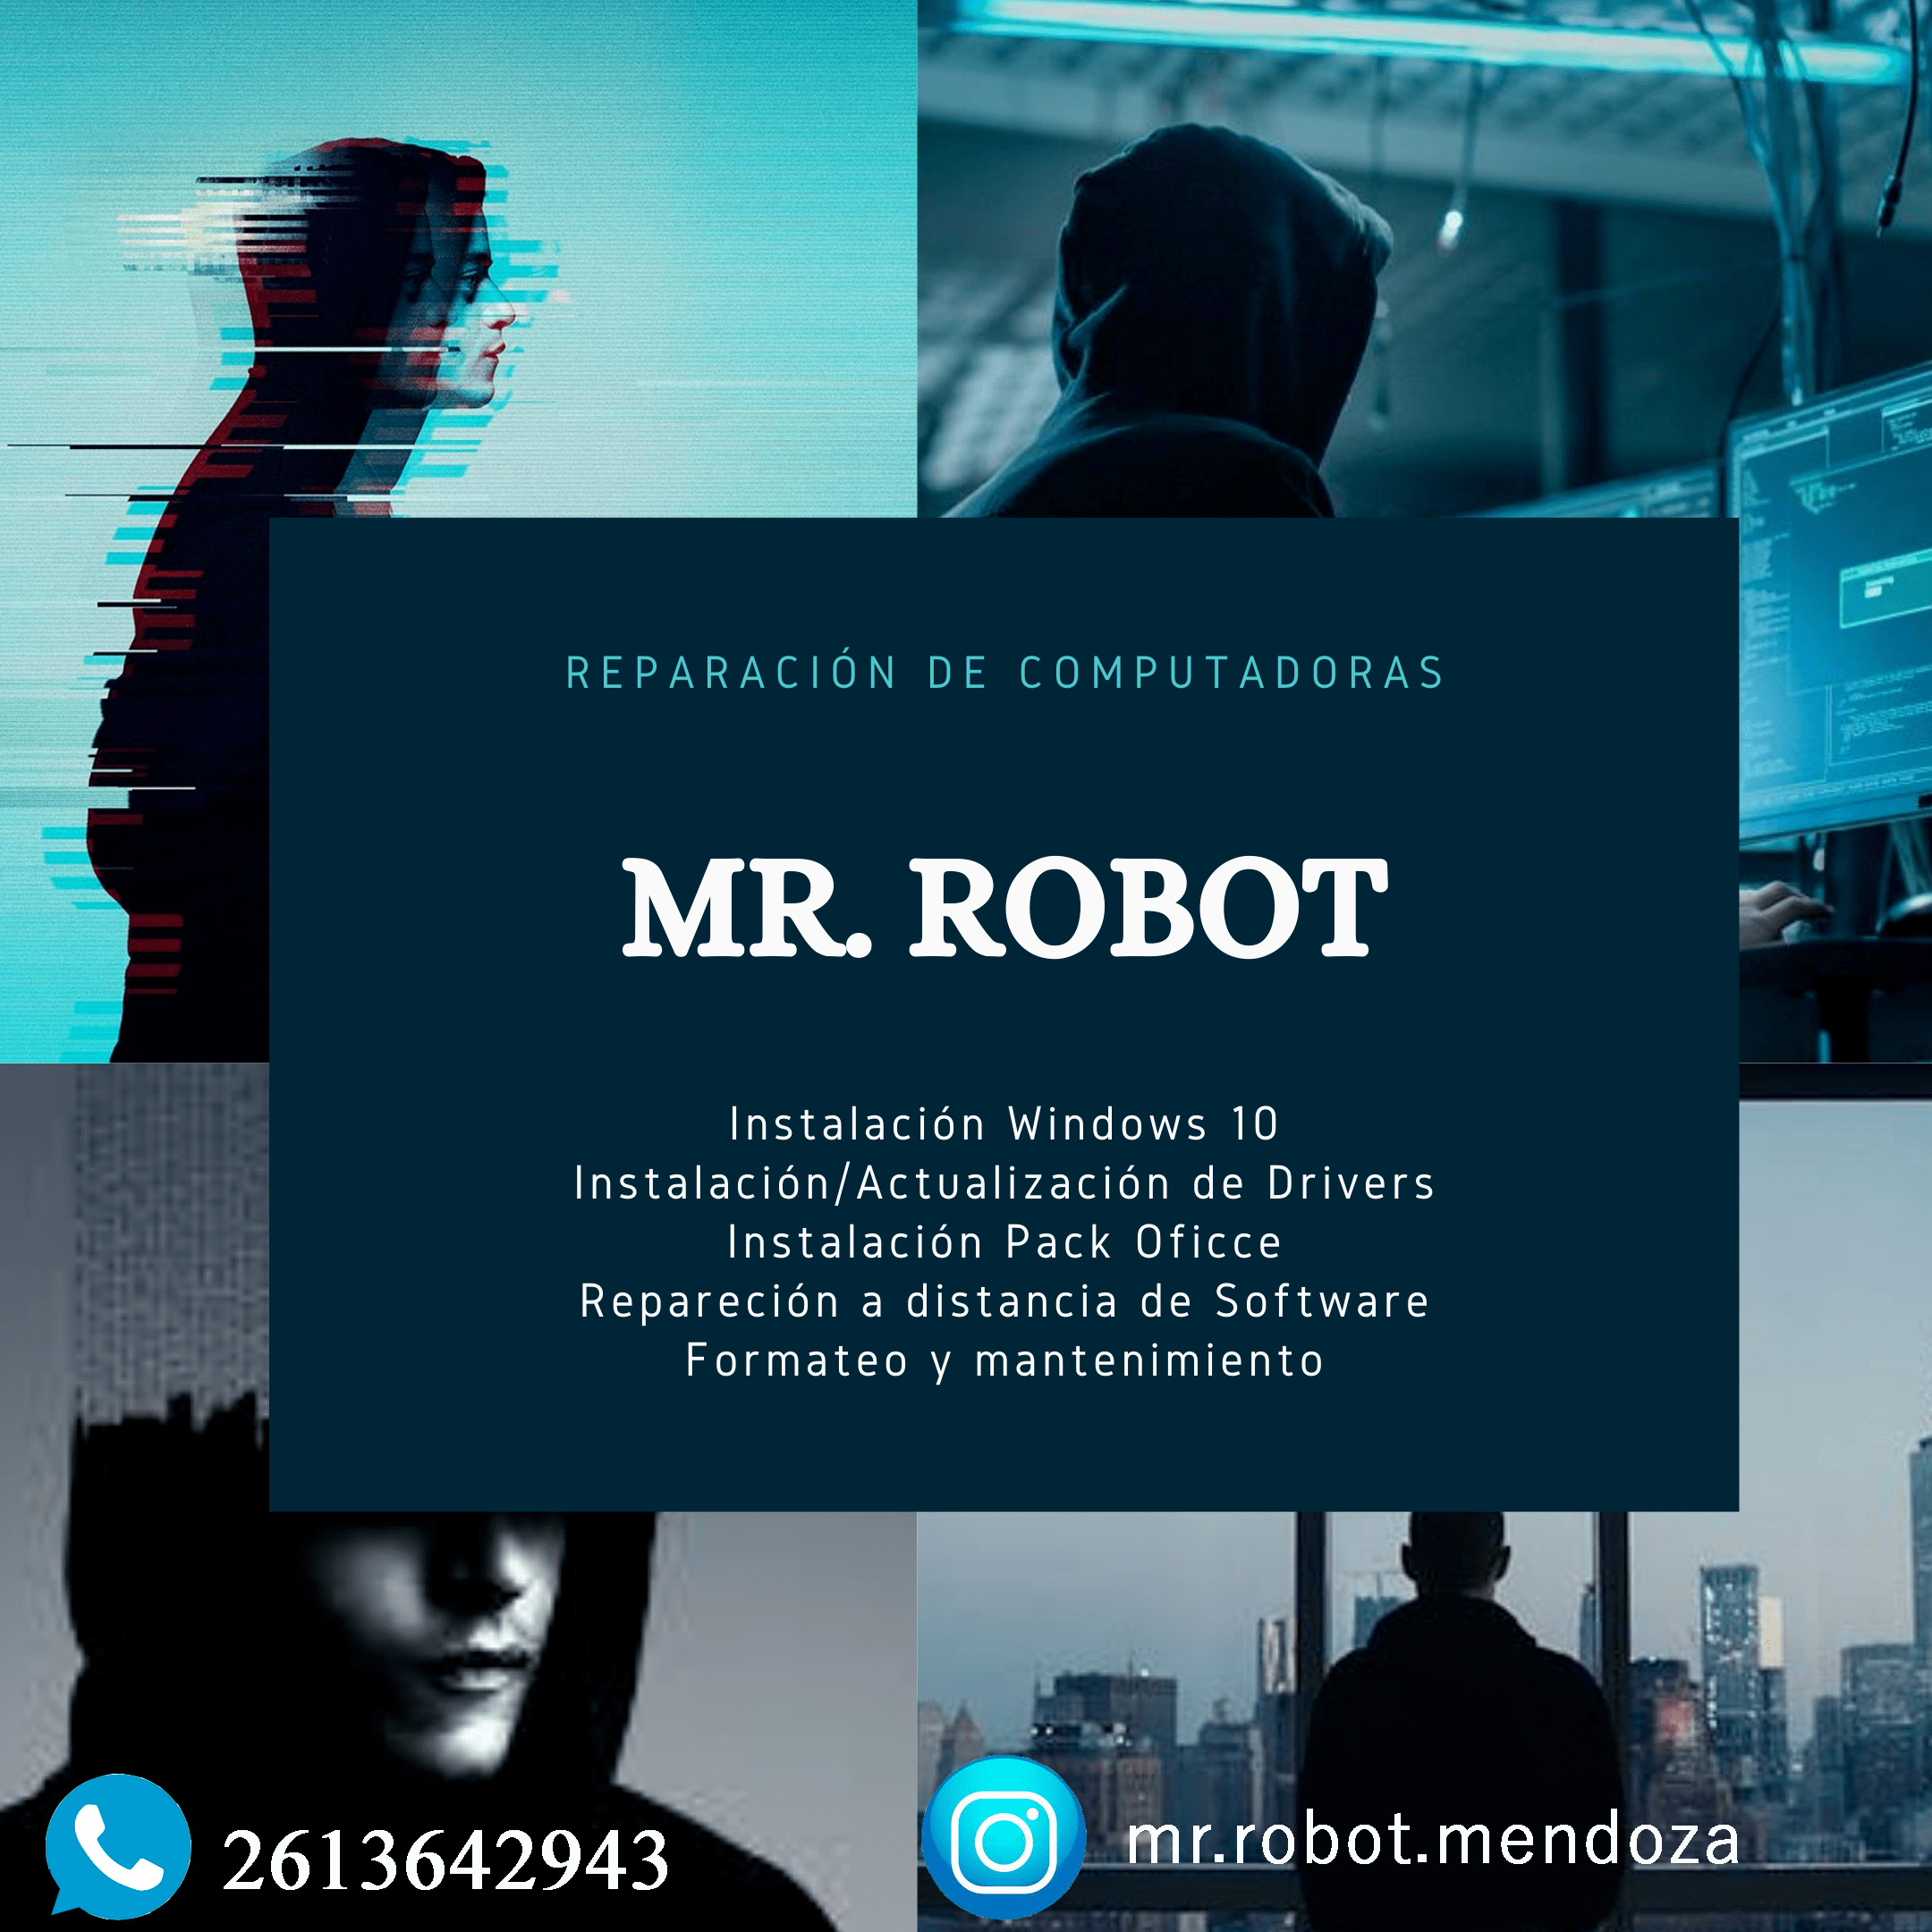 REPARACIÓN DE COMPUTADORAS
MR. ROBOT
Instalación Windows 10
Instalación/Actualización de Drivers
Instalación Pack Oficce
Repareción a distancia de Software
Formateo y mantenimiento
2613642943
mr.robot.mendoza